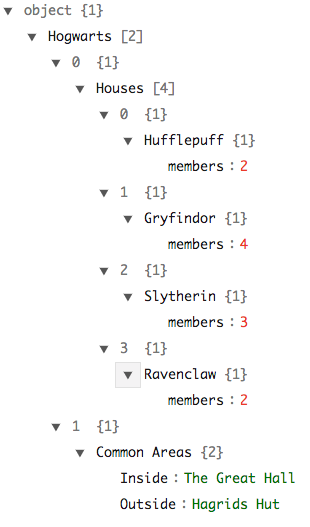 object {1}
Hogwarts [2]
0 {1}
Houses [4]
0 {1}
Hufflepuff {1}
members : 2
1 {1}
Gryfindor {1}
members : 4
2 {1}
Slytherin {1}
members : 3
3 {1}
Ravenclaw {1}
members : 2
1 {1}
Common Areas {2}
Inside : The Great Hall
Outside : Hagrids Hut